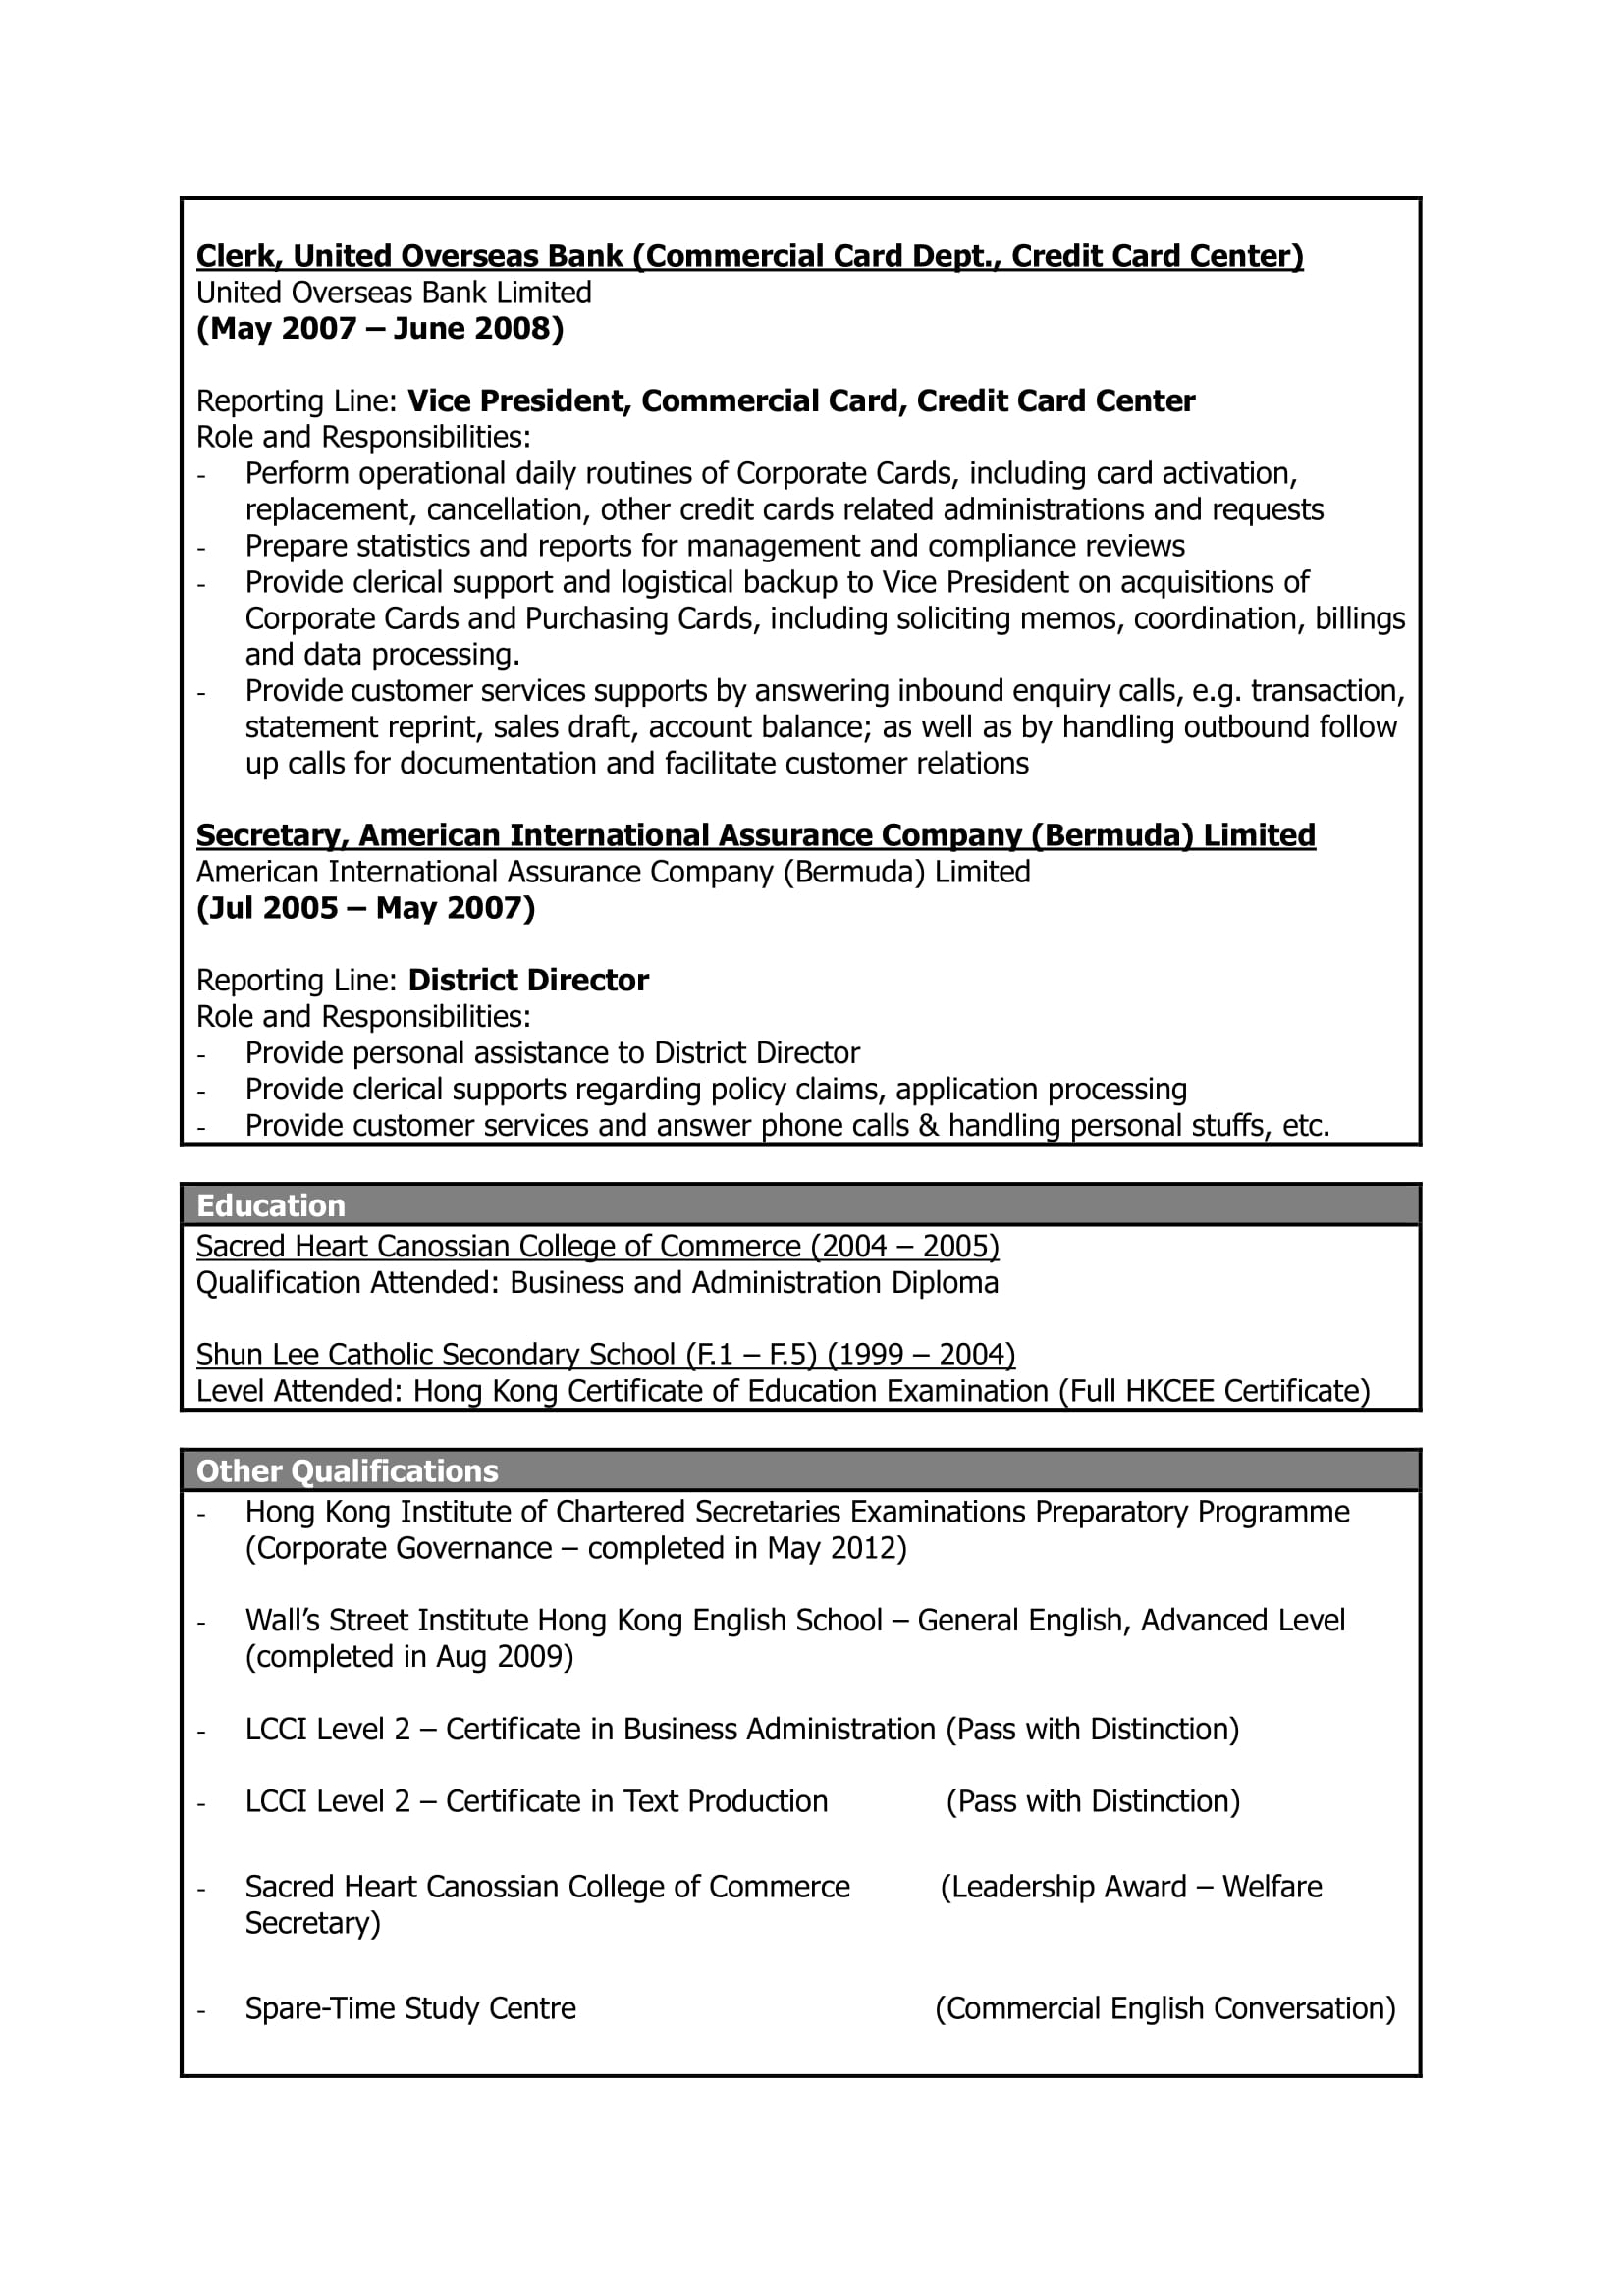 Clerk, United Overseas Bank (Commercial Card Dept., Credit Card Center)
United Overseas Bank Limited
(May 2007 – June 2008)
Reporting Line: Vice President, Commercial Card, Credit Card Center
Role and Responsibilities:
- Perform operational daily routines of Corporate Cards, including card activation,
replacement, cancellation, other credit cards related administrations and requests
- Prepare statistics and reports for management and compliance reviews
- Provide clerical support and logistical backup to Vice President on acquisitions of
Corporate Cards and Purchasing Cards, including soliciting memos, coordination, billings
and data processing.
- Provide customer services supports by answering inbound enquiry calls, e.g. transaction,
statement reprint, sales draft, account balance; as well as by handling outbound follow
up calls for documentation and facilitate customer relations
Secretary, American International Assurance Company (Bermuda) Limited
American International Assurance Company (Bermuda) Limited
(Jul 2005 – May 2007)
Reporting Line: District Director
Role and Responsibilities:
- Provide personal assistance to District Director
- Provide clerical supports regarding policy claims, application processing
- Provide customer services and answer phone calls & handling personal stuffs, etc.
Education
Sacred Heart Canossian College of Commerce (2004 – 2005)
Qualification Attended: Business and Administration Diploma
Shun Lee Catholic Secondary School (F.1 – F.5) (1999 – 2004)
Level Attended: Hong Kong Certificate of Education Examination (Full HKCEE Certificate)
Other Qualifications
- Hong Kong Institute of Chartered Secretaries Examinations Preparatory Programme
(Corporate Governance – completed in May 2012)
- Wall’s Street Institute Hong Kong English School – General English, Advanced Level
(completed in Aug 2009)
- LCCI Level 2 – Certificate in Business Administration (Pass with Distinction)
- LCCI Level 2 – Certificate in Text Production (Pass with Distinction)
- Sacred Heart Canossian College of Commerce (Leadership Award – Welfare
Secretary)
- Spare-Time Study Centre (Commercial English Conversation)